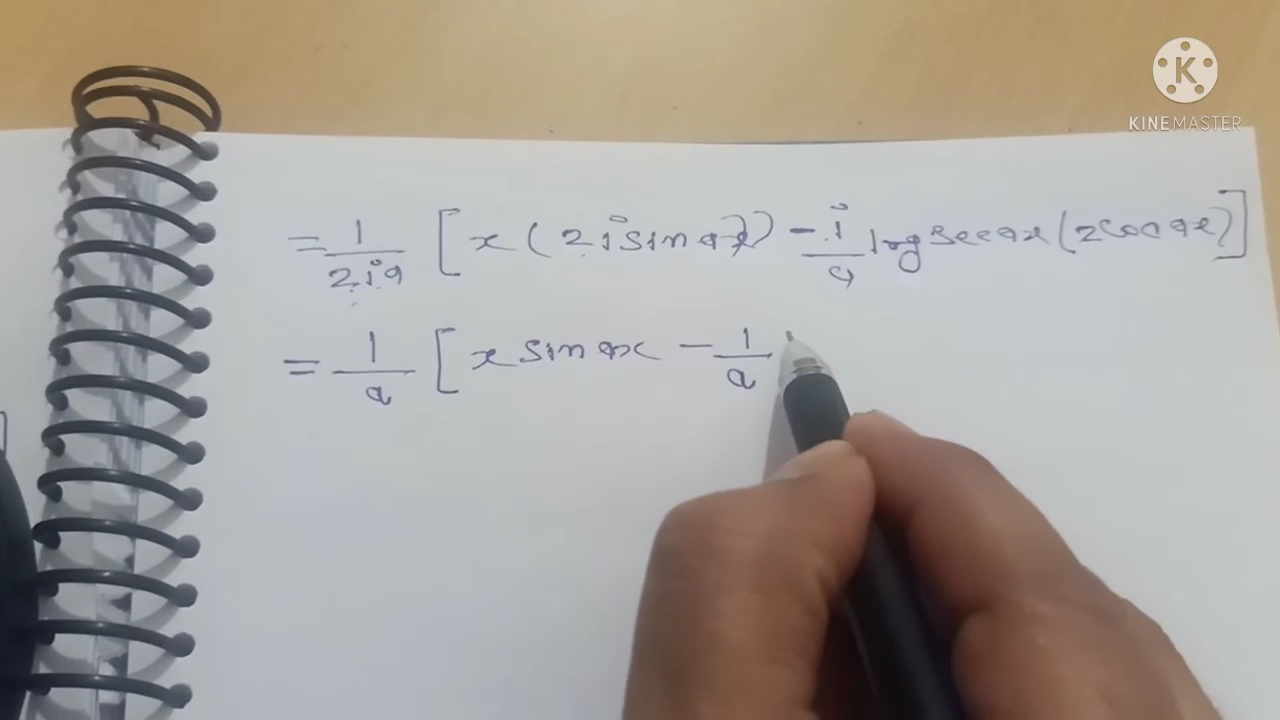 K
KINEMASTER
= 1/2ia [ x (2i sin ax) - i/a log sec ax (2 cos ax) ]
= 1/a [ x sin ax - 1/a